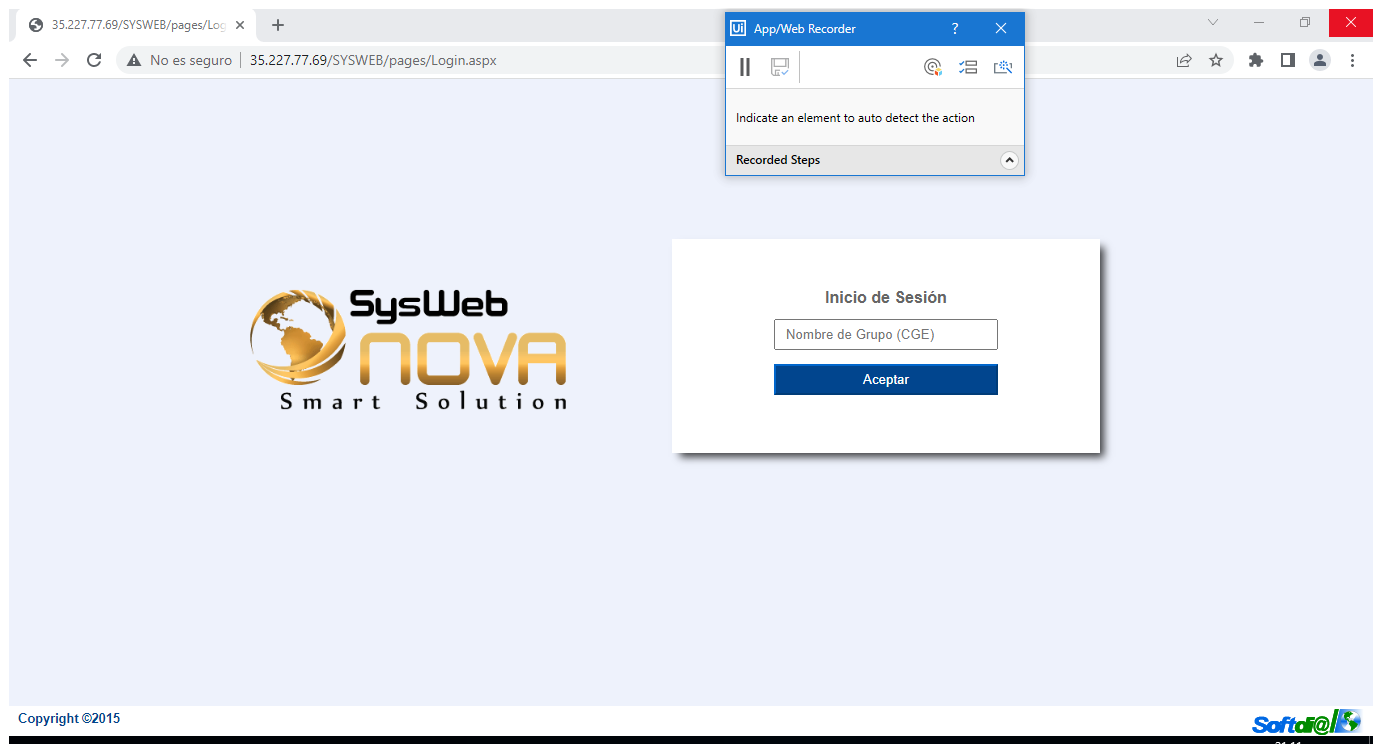 35.227.77.69/SYSWEB/pages/Log
No es seguro
35.227.77.69/SYSWEB/pages/Login.aspx
Ui App/Web Recorder ?
Indicate an element to auto detect the action
Recorded Steps
SysWeb
NOVA
Smart Solution
Inicio de Sesión
Nombre de Grupo (CGE)
Aceptar
Copyright ©2015